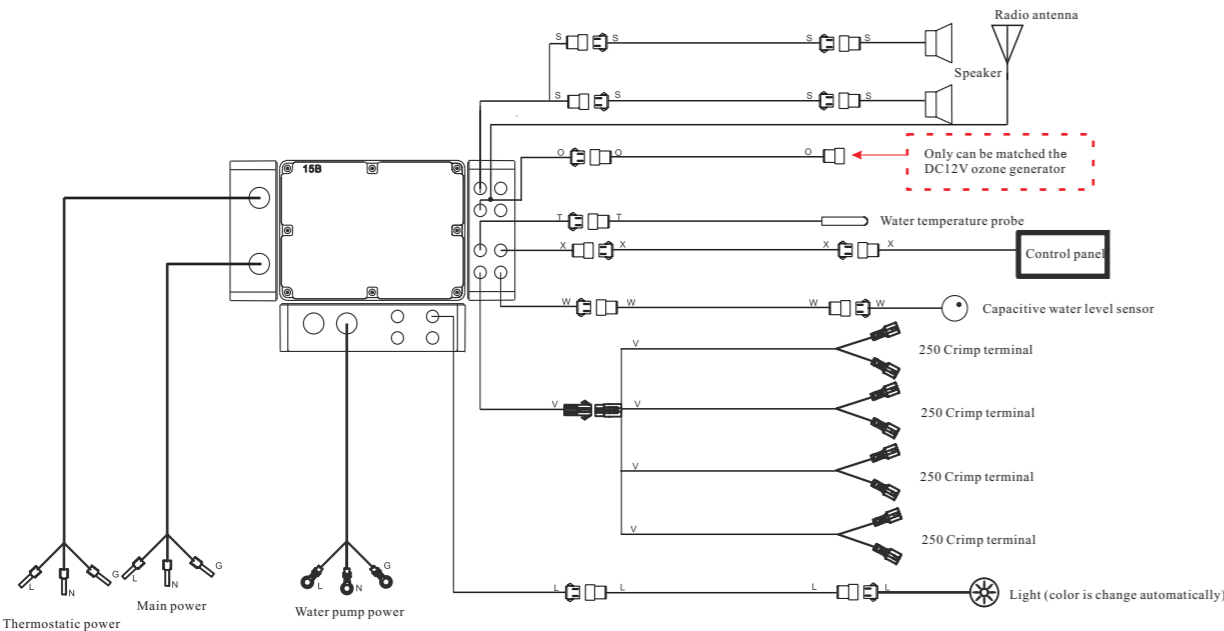 Radio antenna
S S S S
Speaker
S S S S
O O O
Only can be matched the
DC12V ozone generator
15B
T T
Water temperature probe
X X X X
Control panel
W W W W
Capacitive water level sensor
V
250 Crimp terminal
V V
250 Crimp terminal
V
250 Crimp terminal
V
250 Crimp terminal
L N G
L N G
L N G
L L L L
Light (color is change automatically)
Main power
Water pump power
Thermostatic power